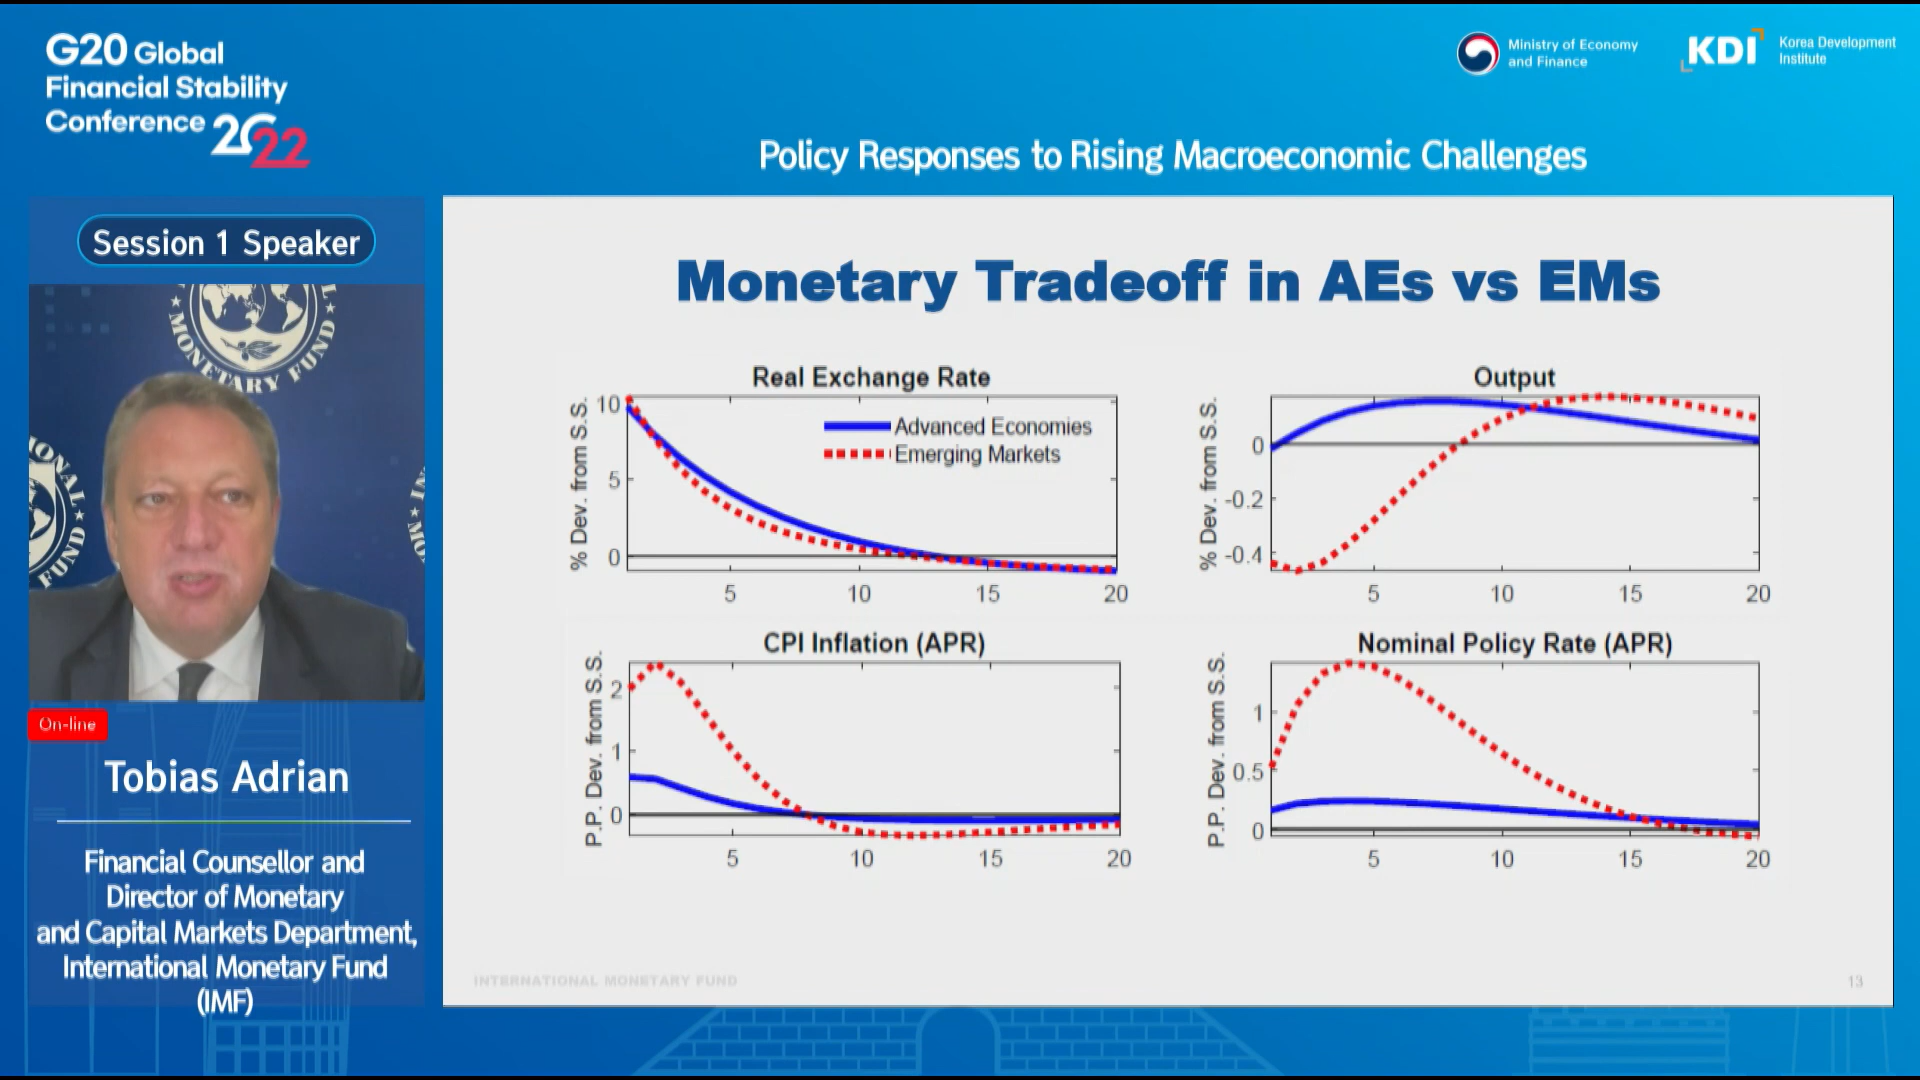 G20 Global
Financial Stability
Conference 2022
Ministry of Economy
and Finance
KDI
Korea Development
Institute
Policy Responses to Rising Macroeconomic Challenges
Session 1 Speaker
MONETARY FUND
On-line
Tobias Adrian
Financial Counsellor and
Director of Monetary
and Capital Markets Department,
International Monetary Fund
(IMF)
Monetary Tradeoff in AEs vs EMs
Real Exchange Rate
% Dev. from S.S.
10
5
0
Advanced Economies
Emerging Markets
5 10 15 20
Output
% Dev. from S.S.
0
-0.2
-0.4
5 10 15 20
CPI Inflation (APR)
P.P. Dev. from S.S.
2
1
0
5 10 15 20
Nominal Policy Rate (APR)
P.P. Dev. from S.S.
1
0.5
0
5 10 15 20
INTERNATIONAL MONETARY FUND
13